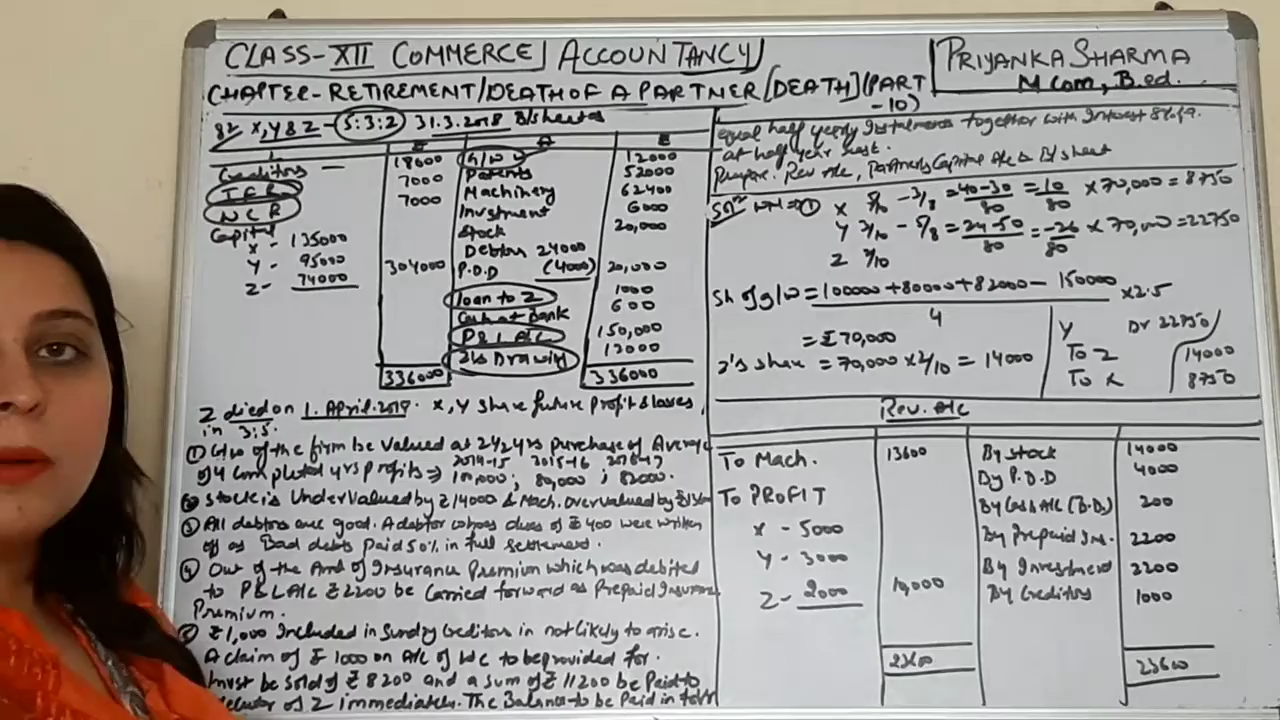 CLASS-XII COMMERCE | ACCOUNTANCY
PRIYANKA SHARMA
M Com, B.ed.
CHAPTER-RETIREMENT/DEATH OF A PARTNER [DEATH] (PART
-10)
X, Y & Z - 5:3:2 31.3.2018 B/sheet as
Creditors 18600
I F R 7000
W C R 7000
Capital
X - 135000
Y - 95000
Z - 74000 304000
336000
G/W 12000
Patents 52000
Machinery 62400
Investment 6000
Stock 20,000
Debtors 24000
P.D.D (4000) 20,000
loan to Z 1000
Cash at Bank 600
P & L A/C 150,000
Z's Drawing 12000
336000
Z died on 1. April. 2018. X, Y share future Profit & losses
in 3:5.
① G/W of the firm be valued at 2½ yrs purchase of Average
of 4 Completed yrs profits ⇒ 2014-15 100,000; 2015-16 80,000; 2016-17 82000.
② Stock is Undervalued by ₹ 14000 & Mach. overvalued by
③ All debtors are good. A debtor whose dues of ₹ 400 were written
off as Bad debts Paid 50% in full Settlement.
④ Out of the Amt of Insurance Premium which was debited
to P&L A/c ₹ 2200 be Carried forward as Prepaid Insurance
Premium.
⑤ ₹ 1,000 Included in Sundry Creditors in not likely to arise.
A claim of ₹ 1000 on A/c of WC to be provided for.
must be sold of ₹ 8200 and a sum of ₹ 11200 be Paid to
of Z immediately. The Balance to be Paid in four
equal half yearly Instalments together with Interest 8% p.a.
at half year rest.
Prepare. Rev A/c, Partners Capital A/c & B/sheet
Sol WN ⇒ ① X 5/10 - 3/8 = 40-30/80 = 10/80 × 70,000 = 8750
Y 3/10 - 5/8 = 24-50/80 = -26/80 × 70,000 = 22750
Z 2/10
Sh of g/w = 100000 + 80000 + 82000 - 150000 / 4 × 2.5
= ₹ 70,000
Z's share = 70,000 × 2/10 = 14000
Y Dr 22750
To Z 14000
To X 8750
Rev. A/c
To Mach. 13600
To PROFIT
X - 5000
Y - 3000
Z - 2000 10,000
23600
By Stock 14000
By P.D.D 4000
By Cash A/c (B.D.) 200
By Prepaid Ins. 2200
By Investment 2200
By Creditors 1000
23600